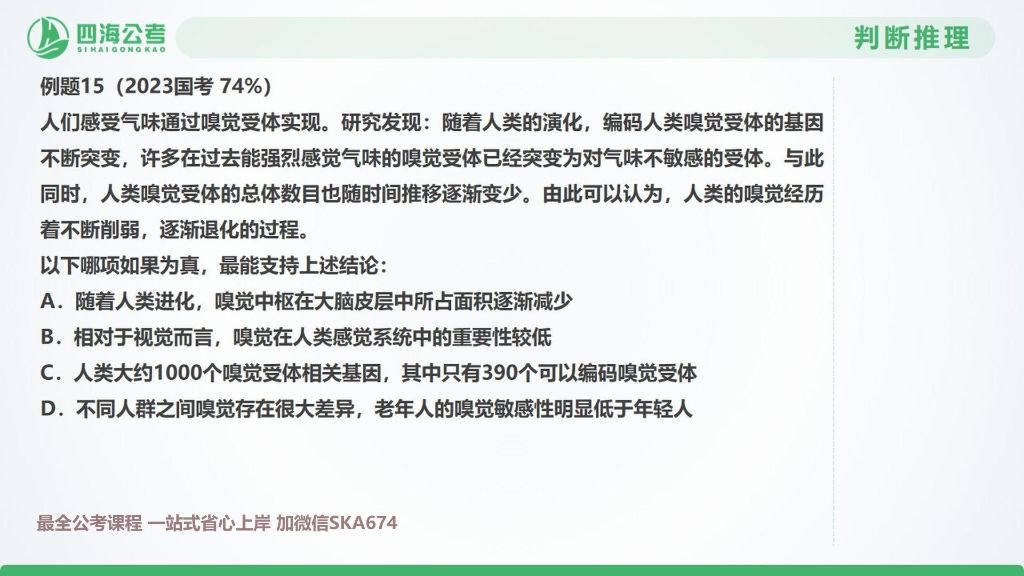 四海公考
SIHAIGONGKAO
判断推理
例题15（2023国考 74%）
人们感受气味通过嗅觉受体实现。研究发现：随着人类的演化，编码人类嗅觉受体的基因
不断突变，许多在过去能强烈感觉气味的嗅觉受体已经突变为对气味不敏感的受体。与此
同时，人类嗅觉受体的总体数目也随时间推移逐渐变少。由此可以认为，人类的嗅觉经历
着不断削弱，逐渐退化的过程。
以下哪项如果为真，最能支持上述结论：
A．随着人类进化，嗅觉中枢在大脑皮层中所占面积逐渐减少
B．相对于视觉而言，嗅觉在人类感觉系统中的重要性较低
C．人类大约1000个嗅觉受体相关基因，其中只有390个可以编码嗅觉受体
D．不同人群之间嗅觉存在很大差异，老年人的嗅觉敏感性明显低于年轻人
最全公考课程 一站式省心上岸 加微信SKA674